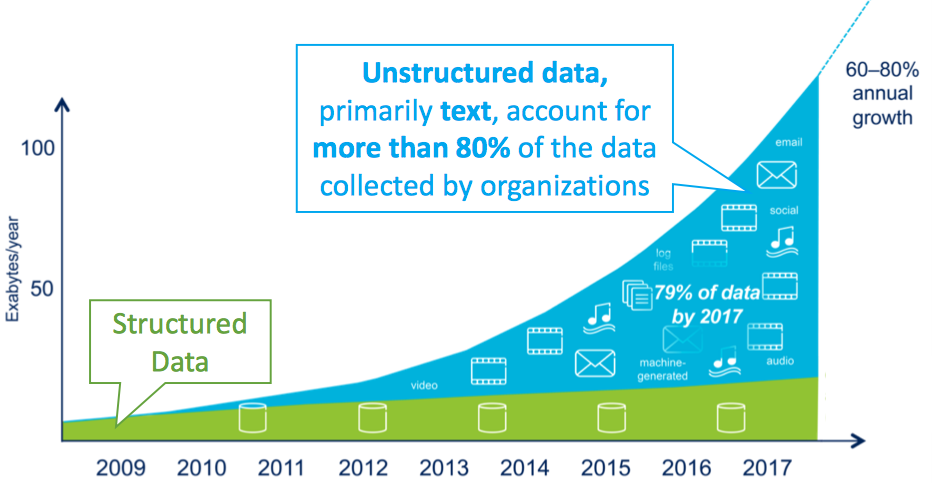 Unstructured data,
primarily text, account for
more than 80% of the data
collected by organizations
60–80%
annual
growth
100
50
Exabytes/year
Structured
Data
email
social
log
files
79% of data
by 2017
video
machine-
generated
audio
2009 2010 2011 2012 2013 2014 2015 2016 2017